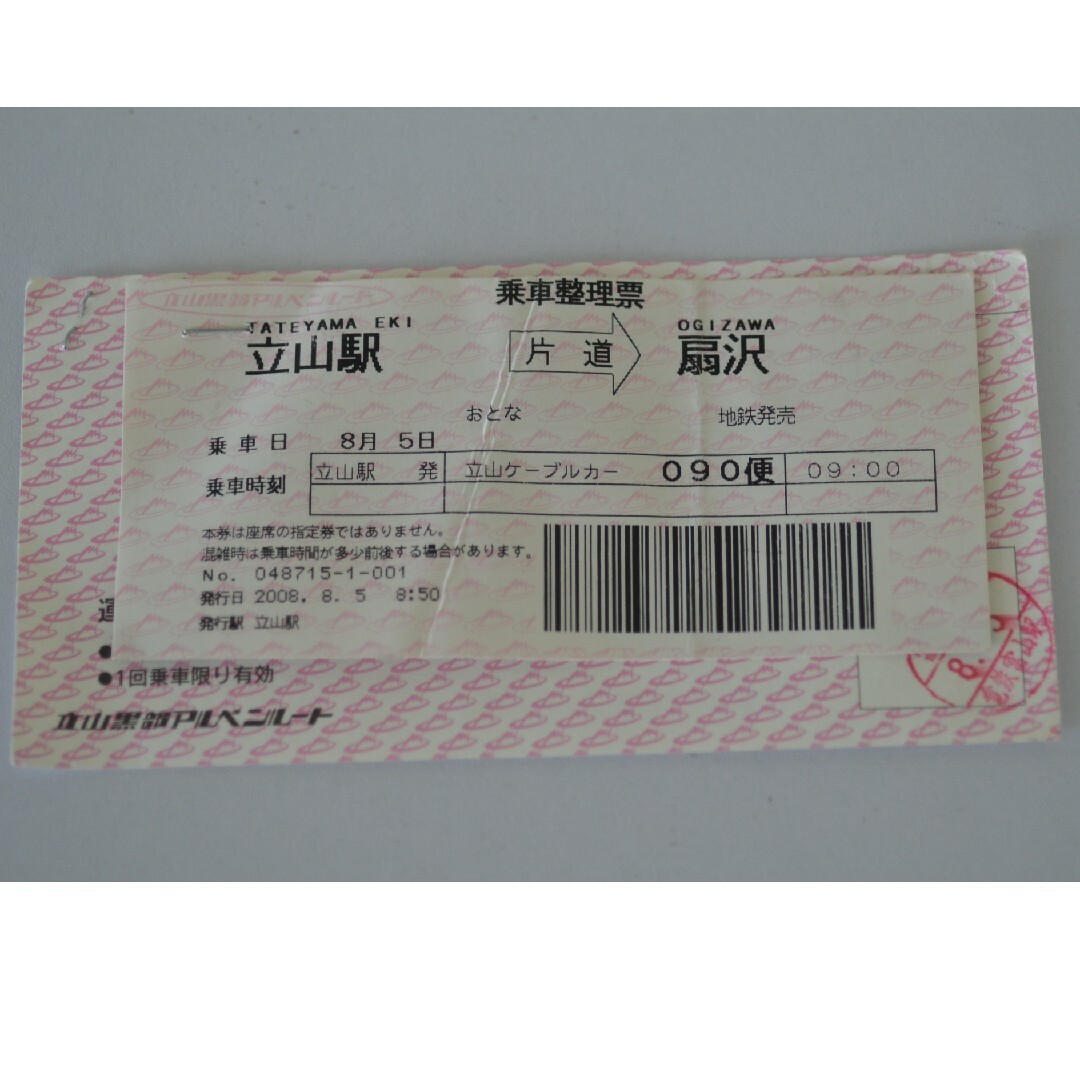 立山黒部アルペンルート
乗車整理票
TATEYAMA EKI
OGIZAWA
立山駅 片道 扇沢
おとな 地鉄発売
乗車日 8月 5日
乗車時刻 立山駅 発 立山ケーブルカー 090便 09:00
本券は座席の指定券ではありません。
混雑時は乗車時間が多少前後する場合があります。
No. 048715-1-001
発行日 2008. 8. 5 8:50
発行駅 立山駅
●1回乗車限り有効
立山黒部アルペンルート